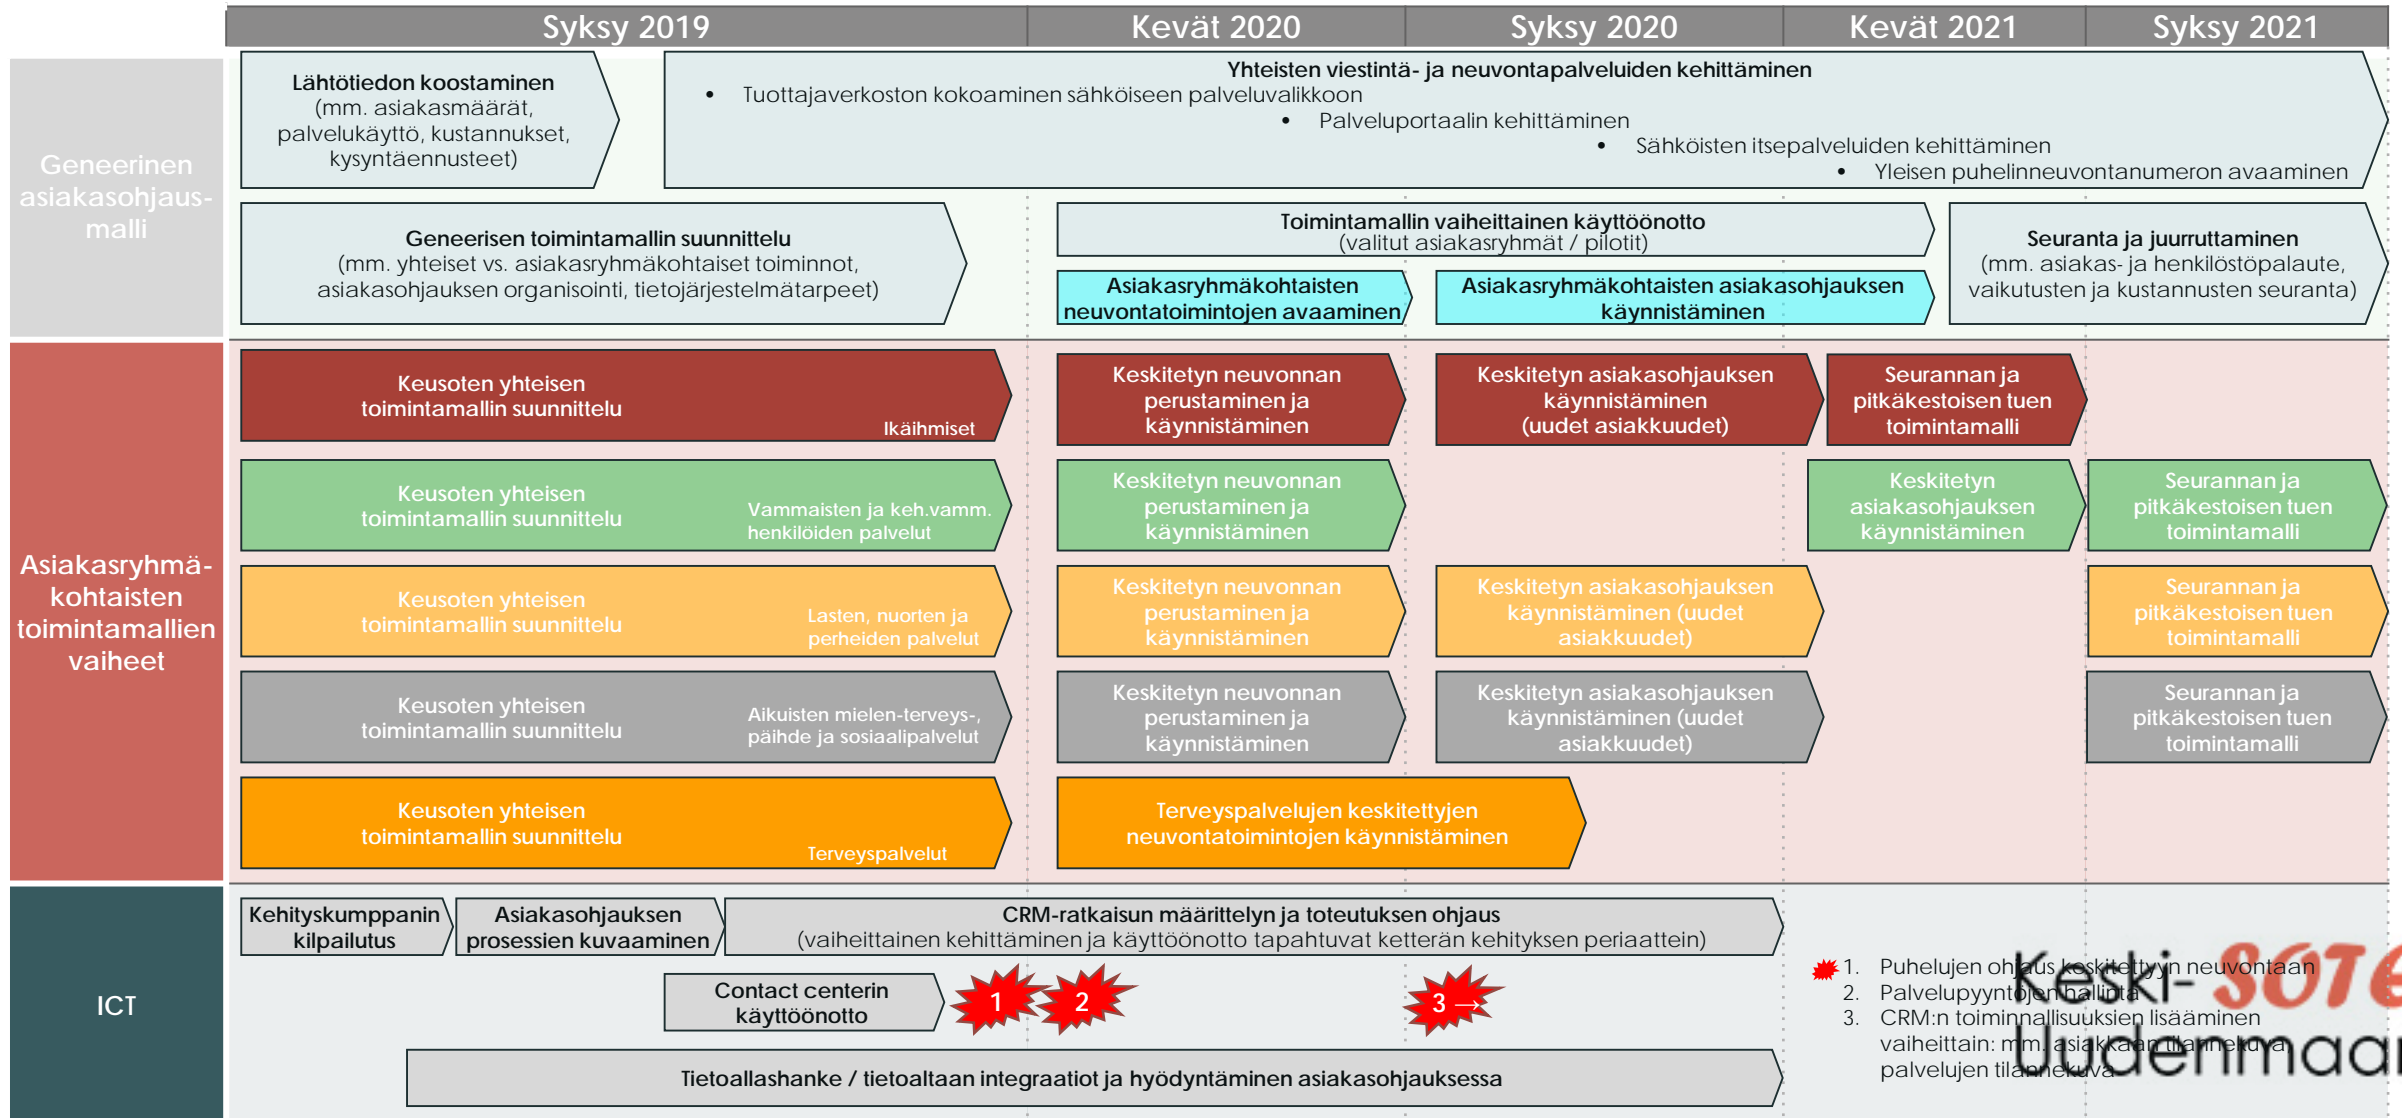 Syksy 2019
Kevät 2020
Syksy 2020
Kevät 2021
Syksy 2021
Geneerinen
asiakasohjaus-
malli
Lähtötiedon koostaminen
(mm. asiakasmäärät,
palvelukäyttö, kustannukset,
kysyntäennusteet)
Yhteisten viestintä- ja neuvontapalveluiden kehittäminen
• Tuottajaverkoston kokoaminen sähköiseen palveluvalikkoon
• Palveluportaalin kehittäminen
• Sähköisten itsepalveluiden kehittäminen
• Yleisen puhelinneuvontanumeron avaaminen
Geneerisen toimintamallin suunnittelu
(mm. yhteiset vs. asiakasryhmäkohtaiset toiminnot,
asiakasohjauksen organisointi, tietojärjestelmätarpeet)
Toimintamallin vaiheittainen käyttöönotto
(valitut asiakasryhmät / pilotit)
Asiakasryhmäkohtaisten
neuvontatoimintojen avaaminen
Asiakasryhmäkohtaisten asiakasohjauksen
käynnistäminen
Seuranta ja juurruttaminen
(mm. asiakas- ja henkilöstöpalaute,
vaikutusten ja kustannusten seuranta)
Asiakasryhmä-
kohtaisten
toimintamallien
vaiheet
Keusoten yhteisen
toimintamallin suunnittelu
Ikäihmiset
Keskitetyn neuvonnan
perustaminen ja
käynnistäminen
Keskitetyn asiakasohjauksen
käynnistäminen
(uudet asiakkuudet)
Seurannan ja
pitkäkestoisen tuen
toimintamalli
Keusoten yhteisen
toimintamallin suunnittelu
Vammaisten ja keh.vamm.
henkilöiden palvelut
Keskitetyn neuvonnan
perustaminen ja
käynnistäminen
Keskitetyn
asiakasohjauksen
käynnistäminen
Seurannan ja
pitkäkestoisen tuen
toimintamalli
Keusoten yhteisen
toimintamallin suunnittelu
Lasten, nuorten ja
perheiden palvelut
Keskitetyn neuvonnan
perustaminen ja
käynnistäminen
Keskitetyn asiakasohjauksen
käynnistäminen (uudet
asiakkuudet)
Seurannan ja
pitkäkestoisen tuen
toimintamalli
Keusoten yhteisen
toimintamallin suunnittelu
Aikuisten mielen-terveys-,
päihde ja sosiaalipalvelut
Keskitetyn neuvonnan
perustaminen ja
käynnistäminen
Keskitetyn asiakasohjauksen
käynnistäminen (uudet
asiakkuudet)
Seurannan ja
pitkäkestoisen tuen
toimintamalli
Keusoten yhteisen
toimintamallin suunnittelu
Terveyspalvelut
Terveyspalvelujen keskitettyjen
neuvontatoimintojen käynnistäminen
ICT
Kehityskumppanin
kilpailutus
Asiakasohjauksen
prosessien kuvaaminen
CRM-ratkaisun määrittelyn ja toteutuksen ohjaus
(vaiheittainen kehittäminen ja käyttöönotto tapahtuvat ketterän kehityksen periaattein)
Contact centerin
käyttöönotto
1
2
3 →
Tietoallashanke / tietoaltaan integraatiot ja hyödyntäminen asiakasohjauksessa
1. Puhelujen ohjaus keskitettyyn neuvontaan
2. Palvelupyyntöjen hallinta
3. CRM:n toiminnallisuuksien lisääminen
vaiheittain: mm. asiakkaan tilannekuva,
palvelujen tilannekuva
Keski- SOTE
Uudenmaan